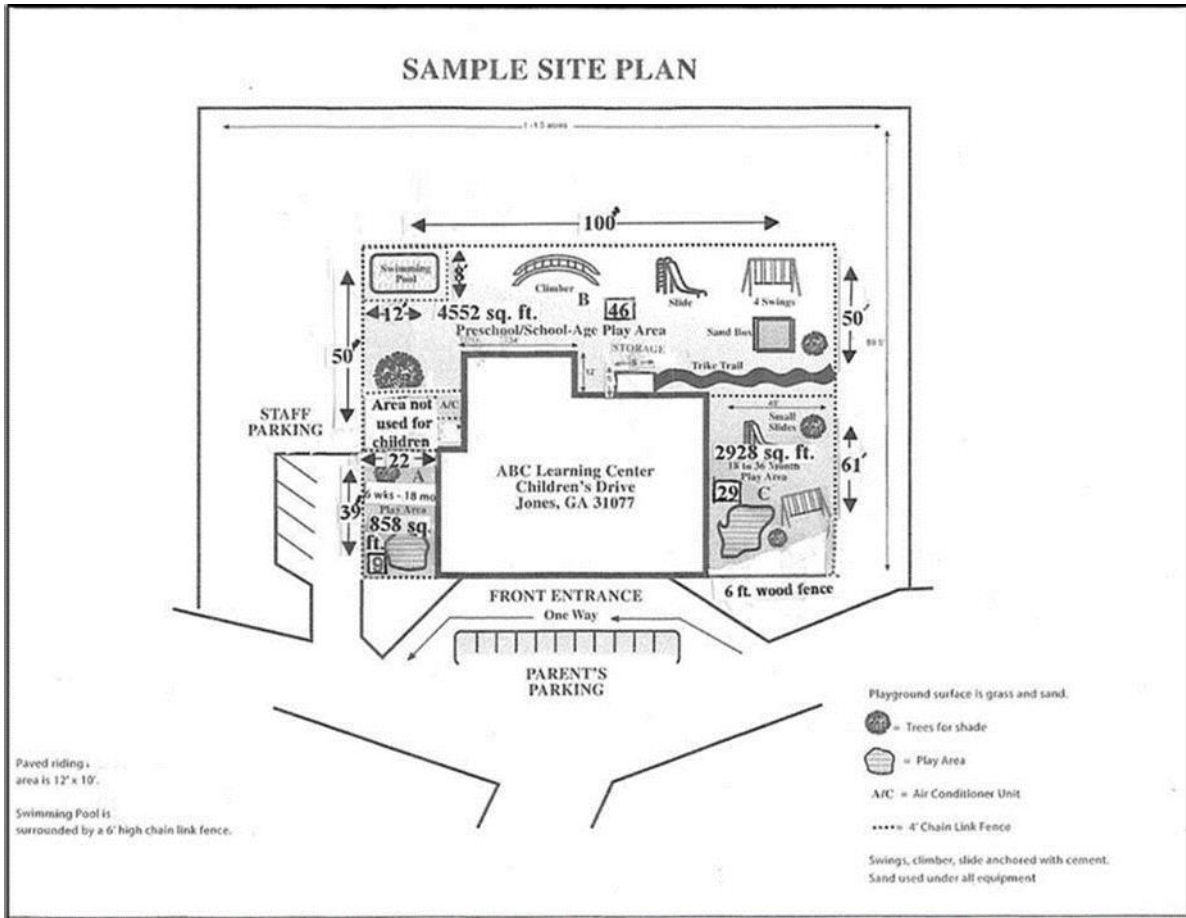 SAMPLE SITE PLAN
100'
Swimming
Pool
8'
Climber
B
Slide
4 Swings
12'
4552 sq. ft.
46
Preschool/School-Age Play Area
Sand Box
50'
50'
STORAGE
12'
Trike Trail
Area not
used for
children
A/C
STAFF
PARKING
22
A
6 wks - 18 mo
Play Area
858 sq.
ft.
9
39'
ABC Learning Center
Children's Drive
Jones, GA 31077
Small
Slides
2928 sq. ft.
18 to 36 Month
Play Area
29
C
61'
6 ft. wood fence
FRONT ENTRANCE
One Way
PARENT'S
PARKING
Playground surface is grass and sand.
= Trees for shade
= Play Area
A/C = Air Conditioner Unit
= 4' Chain Link Fence
Swings, climber, slide anchored with cement.
Sand used under all equipment
Paved riding
area is 12' x 10'.
Swimming Pool is
surrounded by a 6' high chain link fence.